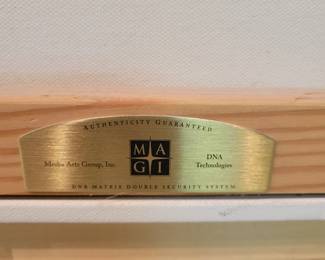 AUTHENTICITY GUARANTEED
MA
GI
Media Arts Group, Inc.
DNA
Technologies
DNA MATRIX DOUBLE SECURITY SYSTEM